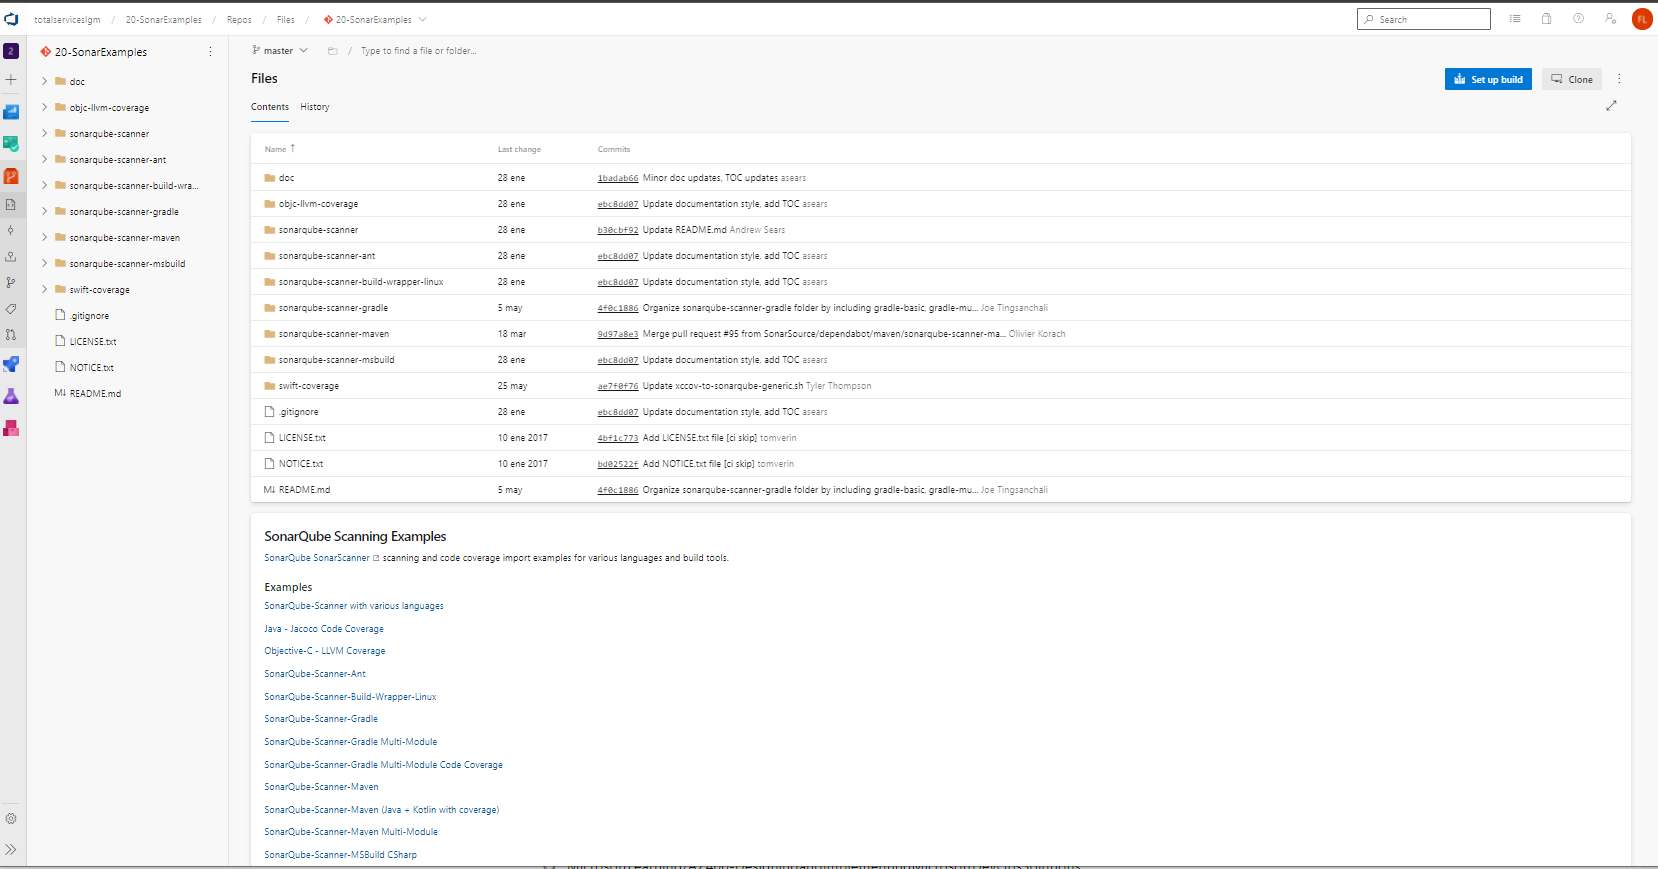 totalserviceslgm / 20-SonarExamples / Repos / Files / 20-SonarExamples
Search
FL
2
20-SonarExamples
doc
objc-llvm-coverage
sonarqube-scanner
sonarqube-scanner-ant
sonarqube-scanner-build-wra...
sonarqube-scanner-gradle
sonarqube-scanner-maven
sonarqube-scanner-msbuild
swift-coverage
.gitignore
LICENSE.txt
NOTICE.txt
M↓ README.md
master / Type to find a file or folder...
Files
Set up build
Clone
Contents History
Name ↑ Last change Commits
doc 28 ene 1badab66 Minor doc updates, TOC updates asears
objc-llvm-coverage 28 ene ebc8dd07 Update documentation style, add TOC asears
sonarqube-scanner 28 ene b30cbf92 Update README.md Andrew Sears
sonarqube-scanner-ant 28 ene ebc8dd07 Update documentation style, add TOC asears
sonarqube-scanner-build-wrapper-linux 28 ene ebc8dd07 Update documentation style, add TOC asears
sonarqube-scanner-gradle 5 may 4f0c1886 Organize sonarqube-scanner-gradle folder by including gradle-basic, gradle-mu... Joe Tingsanchali
sonarqube-scanner-maven 18 mar 9d97a8e3 Merge pull request #95 from SonarSource/dependabot/maven/sonarqube-scanner-ma... Olivier Korach
sonarqube-scanner-msbuild 28 ene ebc8dd07 Update documentation style, add TOC asears
swift-coverage 25 may ae7f0f76 Update xccov-to-sonarqube-generic.sh Tyler Thompson
.gitignore 28 ene ebc8dd07 Update documentation style, add TOC asears
LICENSE.txt 10 ene 2017 4bf1c773 Add LICENSE.txt file [ci skip] tomverin
NOTICE.txt 10 ene 2017 bd02522f Add NOTICE.txt file [ci skip] tomverin
M↓ README.md 5 may 4f0c1886 Organize sonarqube-scanner-gradle folder by including gradle-basic, gradle-mu... Joe Tingsanchali
SonarQube Scanning Examples
SonarQube SonarScanner scanning and code coverage import examples for various languages and build tools.
Examples
SonarQube-Scanner with various languages
Java - Jacoco Code Coverage
Objective-C - LLVM Coverage
SonarQube-Scanner-Ant
SonarQube-Scanner-Build-Wrapper-Linux
SonarQube-Scanner-Gradle
SonarQube-Scanner-Gradle Multi-Module
SonarQube-Scanner-Gradle Multi-Module Code Coverage
SonarQube-Scanner-Maven
SonarQube-Scanner-Maven (Java + Kotlin with coverage)
SonarQube-Scanner-Maven Multi-Module
SonarQube-Scanner-MSBuild CSharp